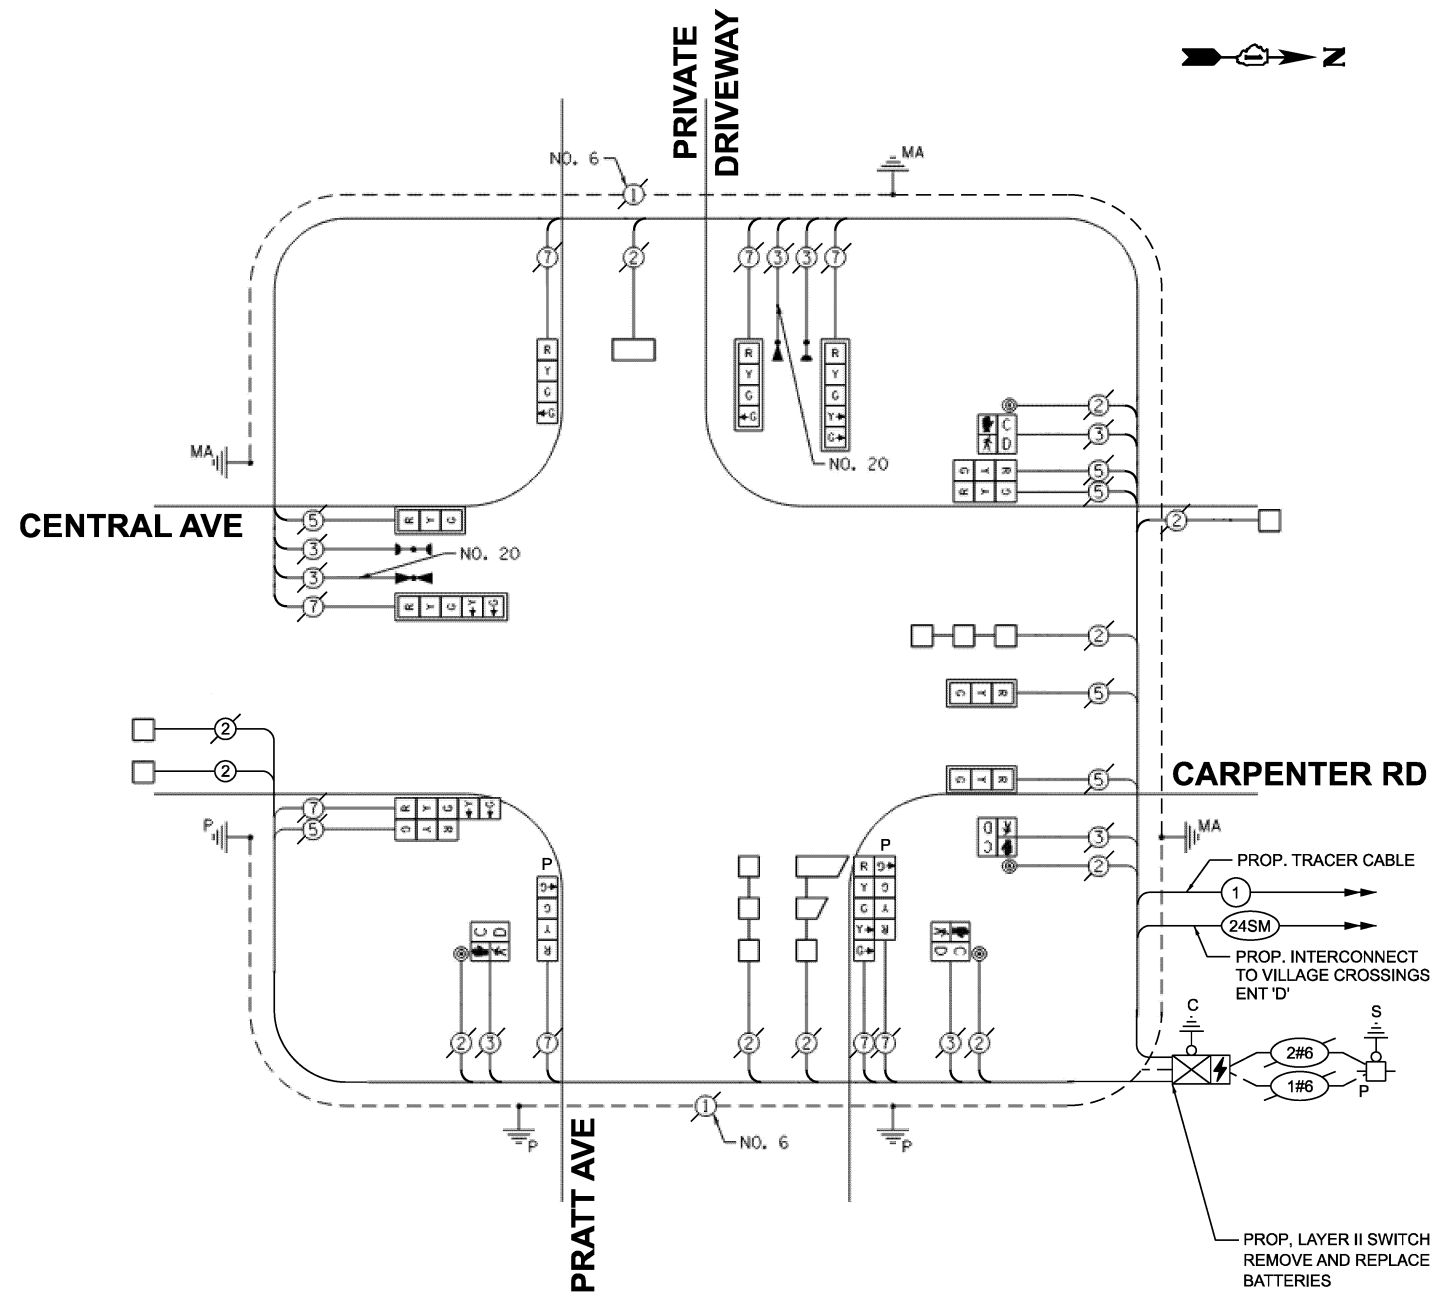 PRIVATE
DRIVEWAY
N
NO. 6
1
MA
7
2
7
3
3
7
R
Y
G
G
R
Y
G
G
R
Y
G
Y
G
NO. 20
2
C
D
3
G Y R
5
R Y G
5
MA
CENTRAL AVE
5
R Y G
3
NO. 20
3
7
R Y G Y G
2
2
G Y R
5
2
2
G Y R
5
CARPENTER RD
7
R Y G Y G
5
G Y R
P
D
C
3
2
MA
P
G
G
Y
R
P
R
Y
G
Y
G
G
G
Y
R
C D
D C
PROP. TRACER CABLE
1
24SM
PROP. INTERCONNECT
TO VILLAGE CROSSINGS
ENT 'D'
C
S
2
3
7
2
2
7
7
3
2
2#6
1#6
P
1
NO. 6
P
P
PRATT AVE
PROP, LAYER II SWITCH
REMOVE AND REPLACE
BATTERIES